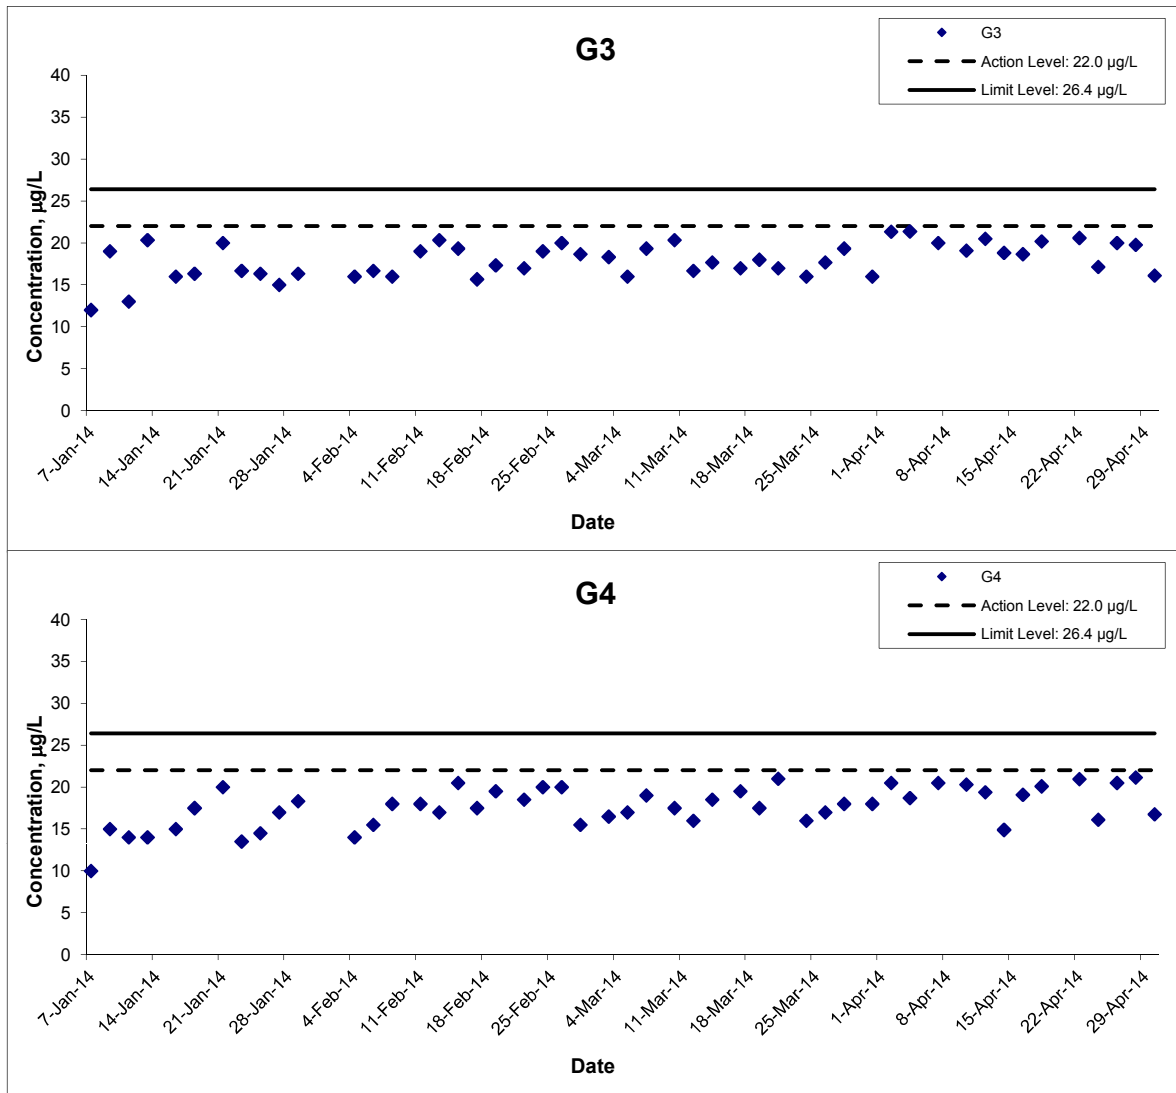 G3
G3
Action Level: 22.0 µg/L
Limit Level: 26.4 µg/L
Concentration, µg/L
40
35
30
25
20
15
10
5
0
7-Jan-14
14-Jan-14
21-Jan-14
28-Jan-14
4-Feb-14
11-Feb-14
18-Feb-14
25-Feb-14
4-Mar-14
11-Mar-14
18-Mar-14
25-Mar-14
1-Apr-14
8-Apr-14
15-Apr-14
22-Apr-14
29-Apr-14
Date
G4
G4
Action Level: 22.0 µg/L
Limit Level: 26.4 µg/L
Concentration, µg/L
40
35
30
25
20
15
10
5
0
7-Jan-14
14-Jan-14
21-Jan-14
28-Jan-14
4-Feb-14
11-Feb-14
18-Feb-14
25-Feb-14
4-Mar-14
11-Mar-14
18-Mar-14
25-Mar-14
1-Apr-14
8-Apr-14
15-Apr-14
22-Apr-14
29-Apr-14
Date